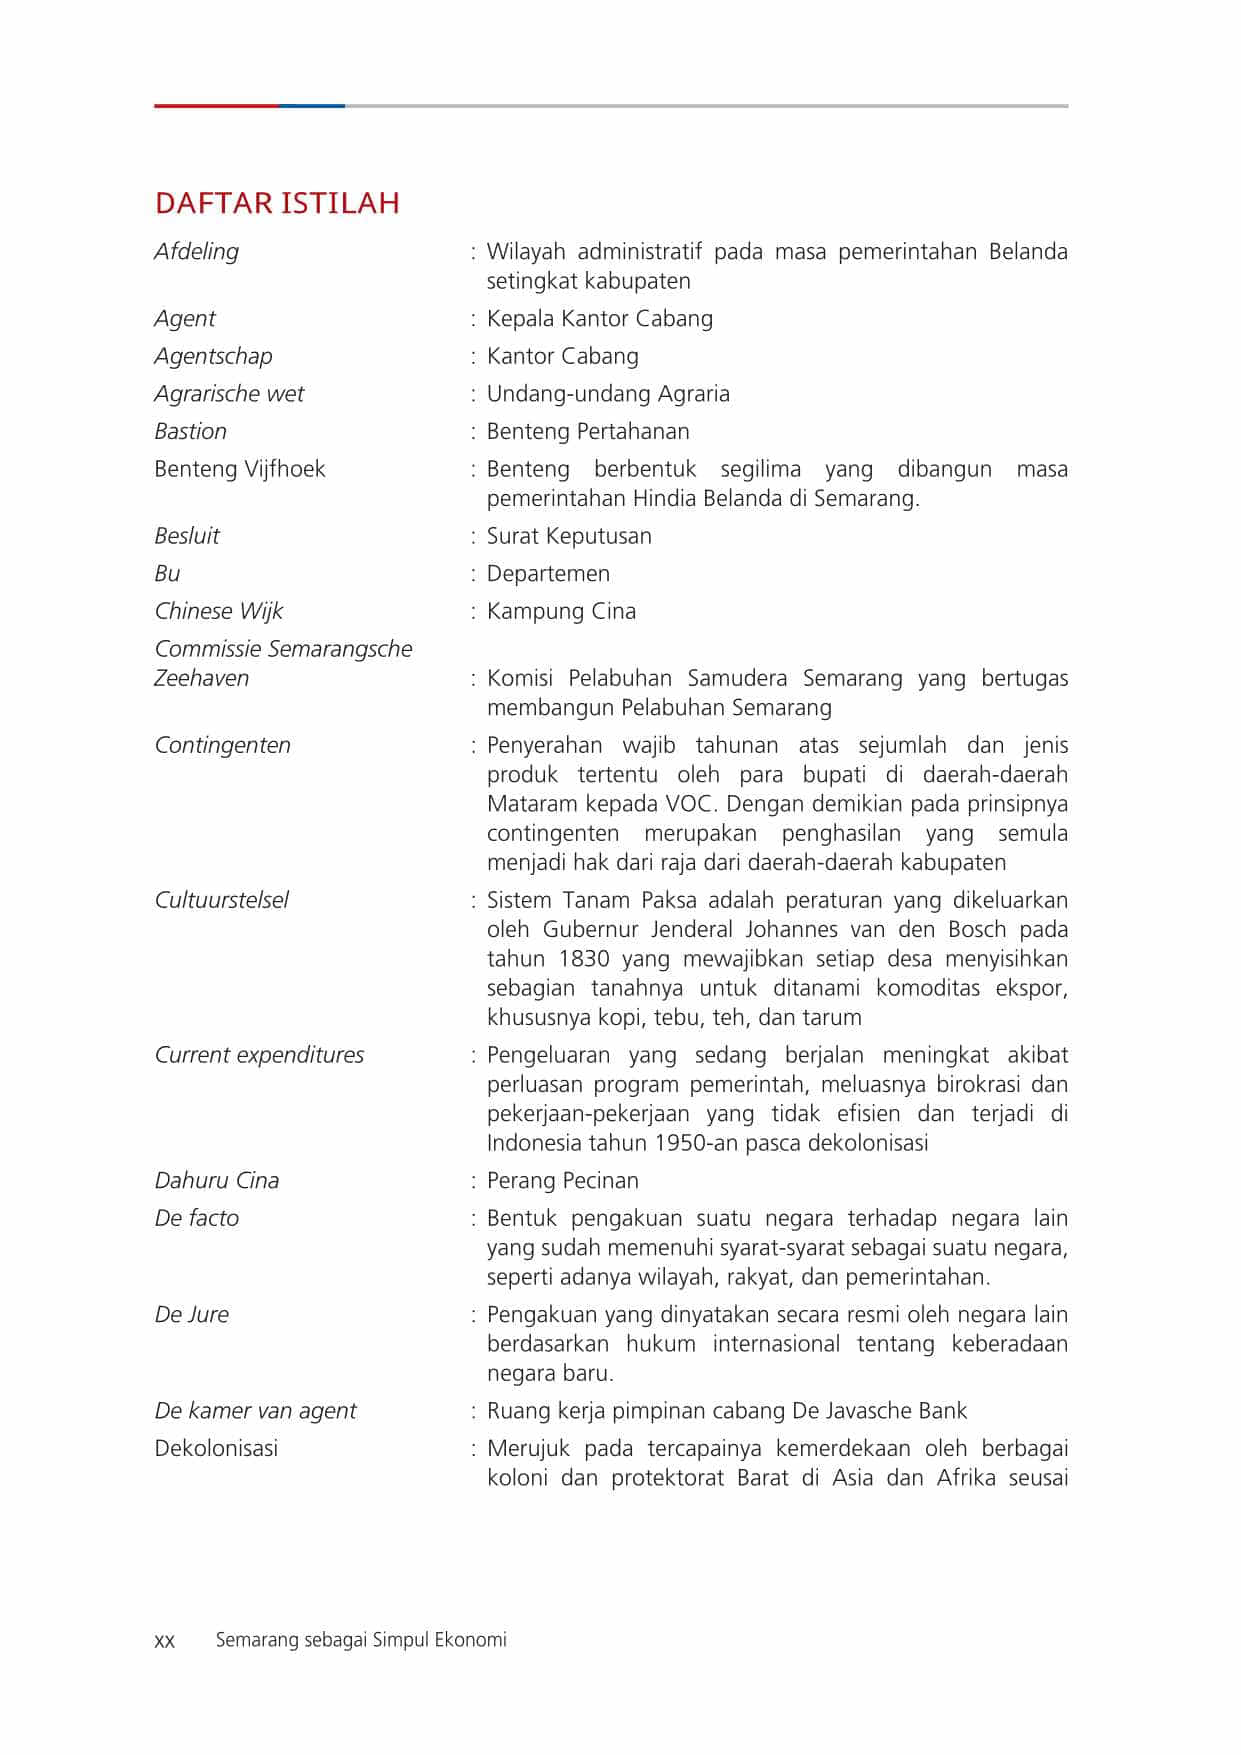 DAFTAR ISTILAH
Afdeling : Wilayah administratif pada masa pemerintahan Belanda
setingkat kabupaten
Agent : Kepala Kantor Cabang
Agentschap : Kantor Cabang
Agrarische wet : Undang-undang Agraria
Bastion : Benteng Pertahanan
Benteng Vijfhoek : Benteng berbentuk segilima yang dibangun masa
pemerintahan Hindia Belanda di Semarang.
Besluit : Surat Keputusan
Bu : Departemen
Chinese Wijk : Kampung Cina
Commissie Semarangsche
Zeehaven : Komisi Pelabuhan Samudera Semarang yang bertugas
membangun Pelabuhan Semarang
Contingenten : Penyerahan wajib tahunan atas sejumlah dan jenis
produk tertentu oleh para bupati di daerah-daerah
Mataram kepada VOC. Dengan demikian pada prinsipnya
contingenten merupakan penghasilan yang semula
menjadi hak dari raja dari daerah-daerah kabupaten
Cultuurstelsel : Sistem Tanam Paksa adalah peraturan yang dikeluarkan
oleh Gubernur Jenderal Johannes van den Bosch pada
tahun 1830 yang mewajibkan setiap desa menyisihkan
sebagian tanahnya untuk ditanami komoditas ekspor,
khususnya kopi, tebu, teh, dan tarum
Current expenditures : Pengeluaran yang sedang berjalan meningkat akibat
perluasan program pemerintah, meluasnya birokrasi dan
pekerjaan-pekerjaan yang tidak efisien dan terjadi di
Indonesia tahun 1950-an pasca dekolonisasi
Dahuru Cina : Perang Pecinan
De facto : Bentuk pengakuan suatu negara terhadap negara lain
yang sudah memenuhi syarat-syarat sebagai suatu negara,
seperti adanya wilayah, rakyat, dan pemerintahan.
De Jure : Pengakuan yang dinyatakan secara resmi oleh negara lain
berdasarkan hukum internasional tentang keberadaan
negara baru.
De kamer van agent : Ruang kerja pimpinan cabang De Javasche Bank
Dekolonisasi : Merujuk pada tercapainya kemerdekaan oleh berbagai
koloni dan protektorat Barat di Asia dan Afrika seusai
xx Semarang sebagai Simpul Ekonomi